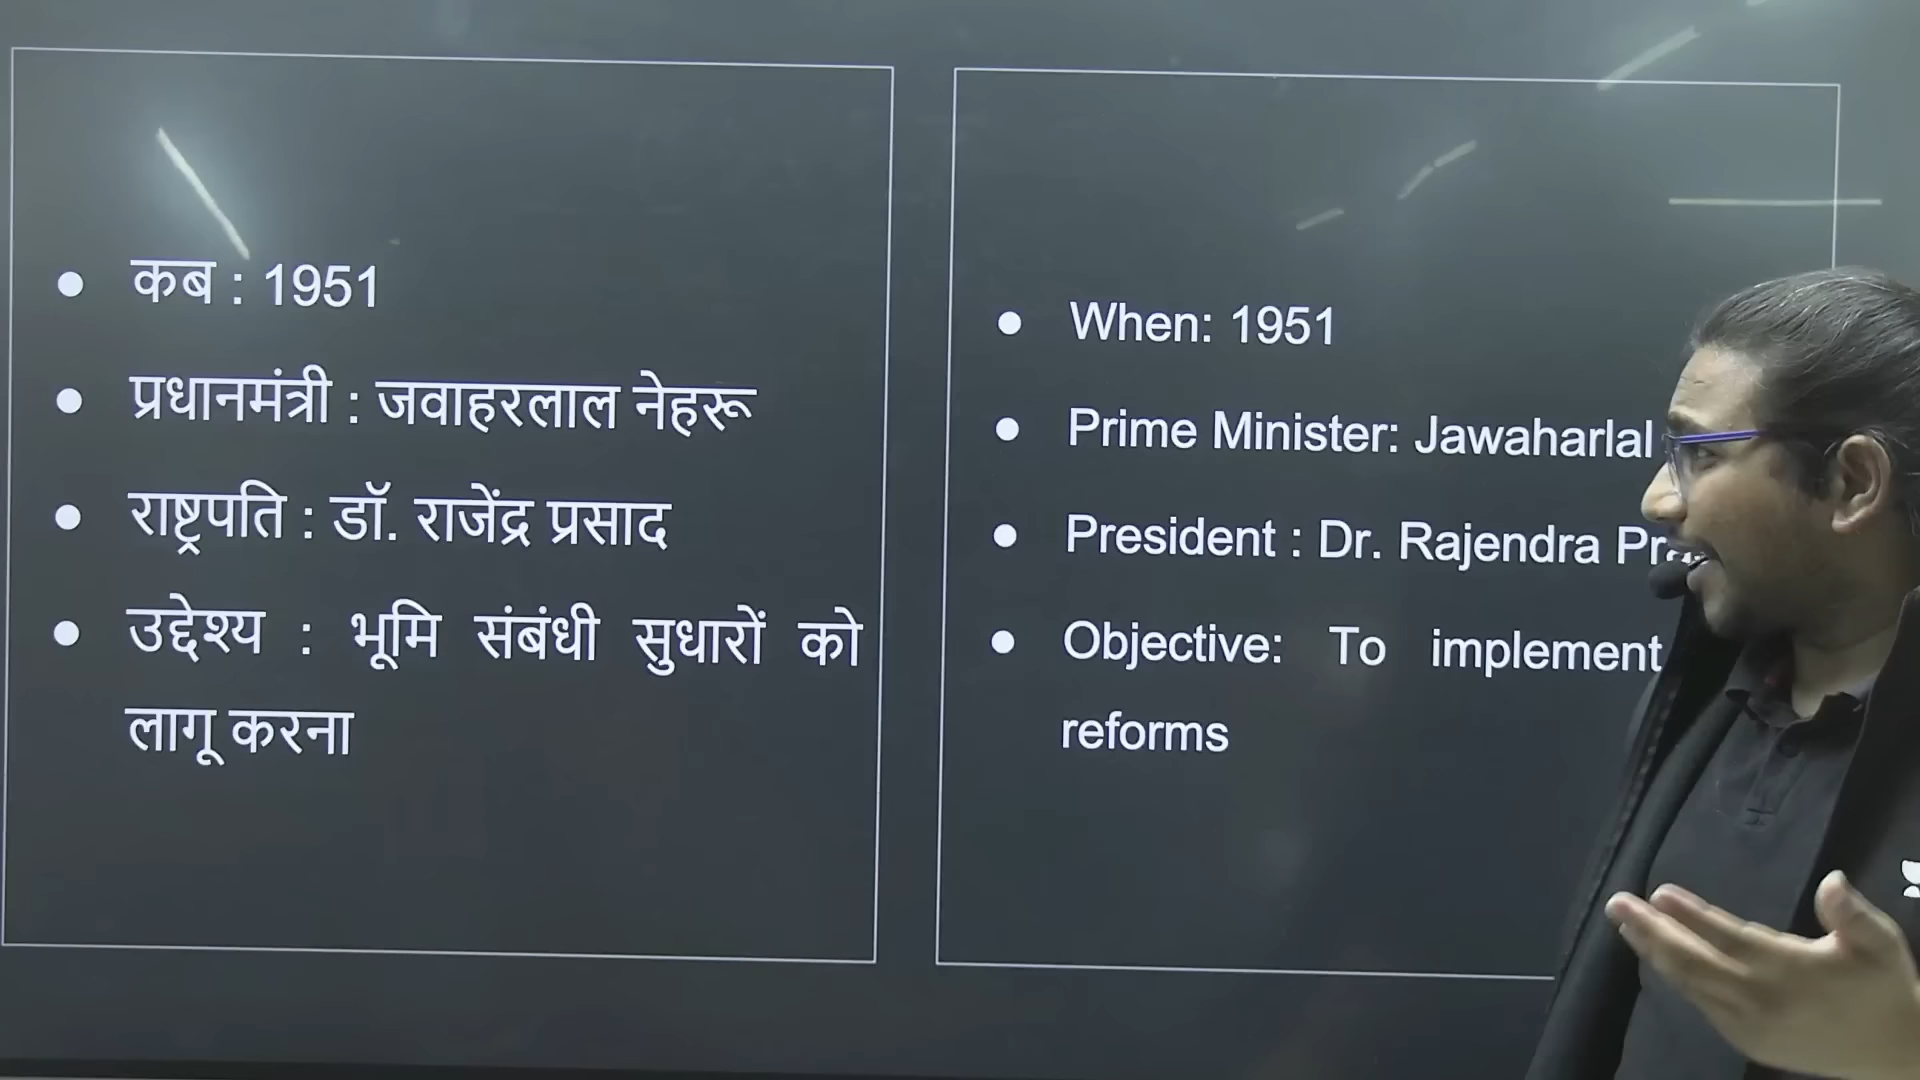 कब : 1951
प्रधानमंत्री : जवाहरलाल नेहरू
राष्ट्रपति : डॉ. राजेंद्र प्रसाद
उद्देश्य : भूमि संबंधी सुधारों को
लागू करना
When: 1951
Prime Minister: Jawaharlal
President : Dr. Rajendra
Objective: To implement
reforms